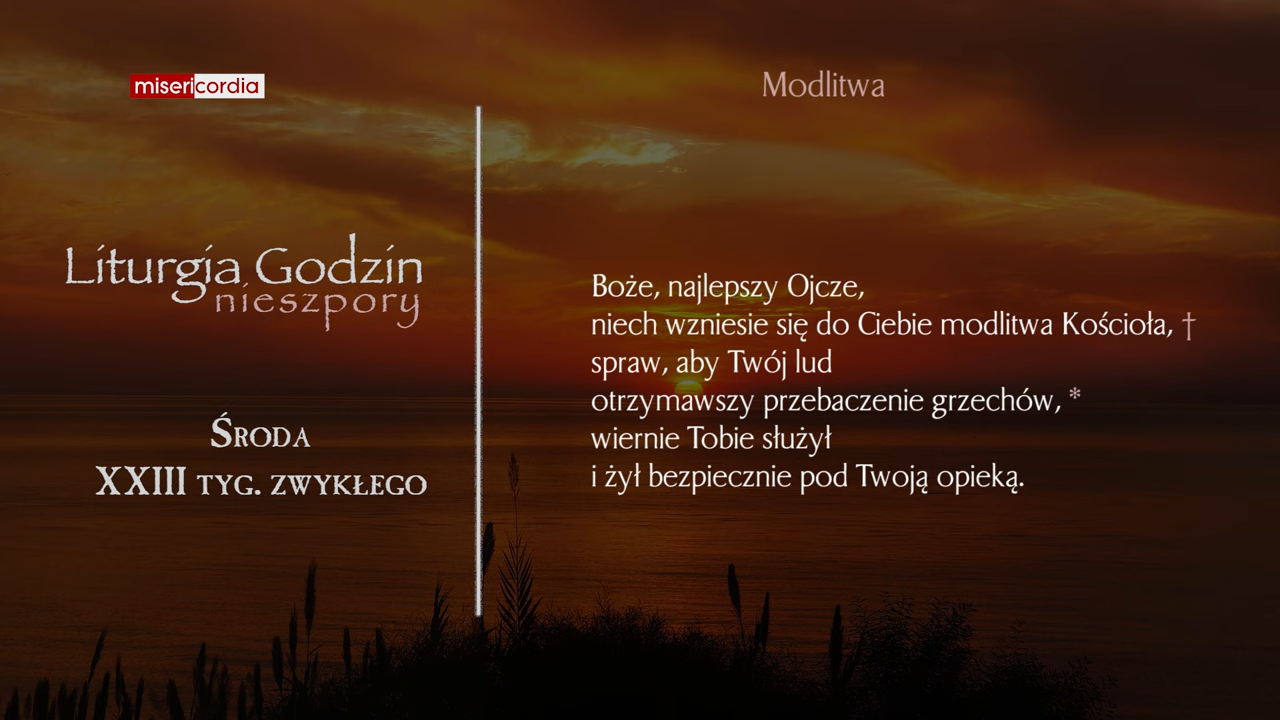 misericordia
Modlitwa
Liturgia Godzin
nieszpory
Środa
XXIII tyg. zwykłego
Boże, najlepszy Ojcze,
niech wzniesie się do Ciebie modlitwa Kościoła, †
spraw, aby Twój lud
otrzymawszy przebaczenie grzechów, *
wiernie Tobie służył
i żył bezpiecznie pod Twoją opieką.